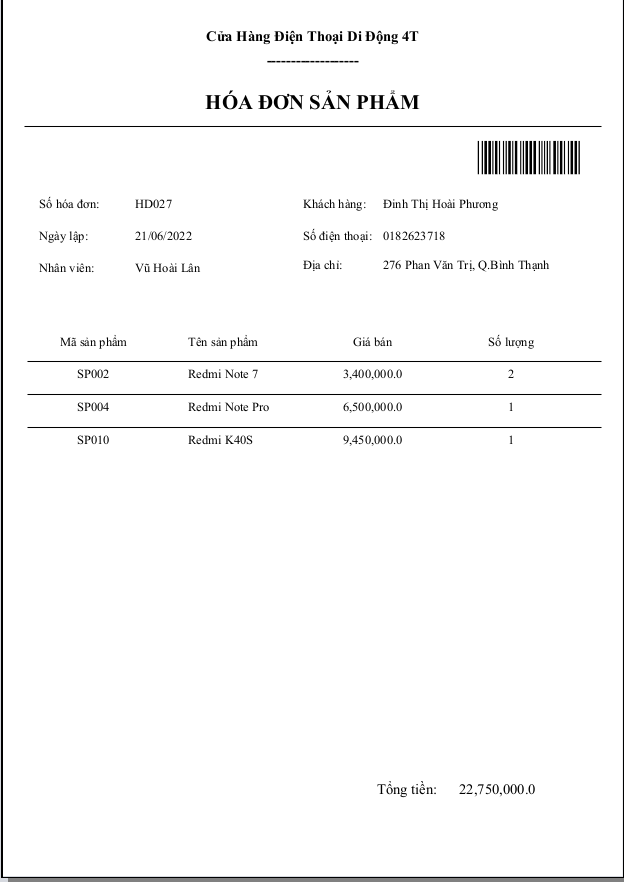 Cửa Hàng Điện Thoại Di Động 4T
-------------------
HÓA ĐƠN SẢN PHẨM
Số hóa đơn: HD027 Khách hàng: Đinh Thị Hoài Phương
Ngày lập: 21/06/2022 Số điện thoại: 0182623718
Nhân viên: Vũ Hoài Lân Địa chỉ: 276 Phan Văn Trị, Q.Bình Thạnh
Mã sản phẩm Tên sản phẩm Giá bán Số lượng
SP002 Redmi Note 7 3,400,000.0 2
SP004 Redmi Note Pro 6,500,000.0 1
SP010 Redmi K40S 9,450,000.0 1
Tổng tiền: 22,750,000.0